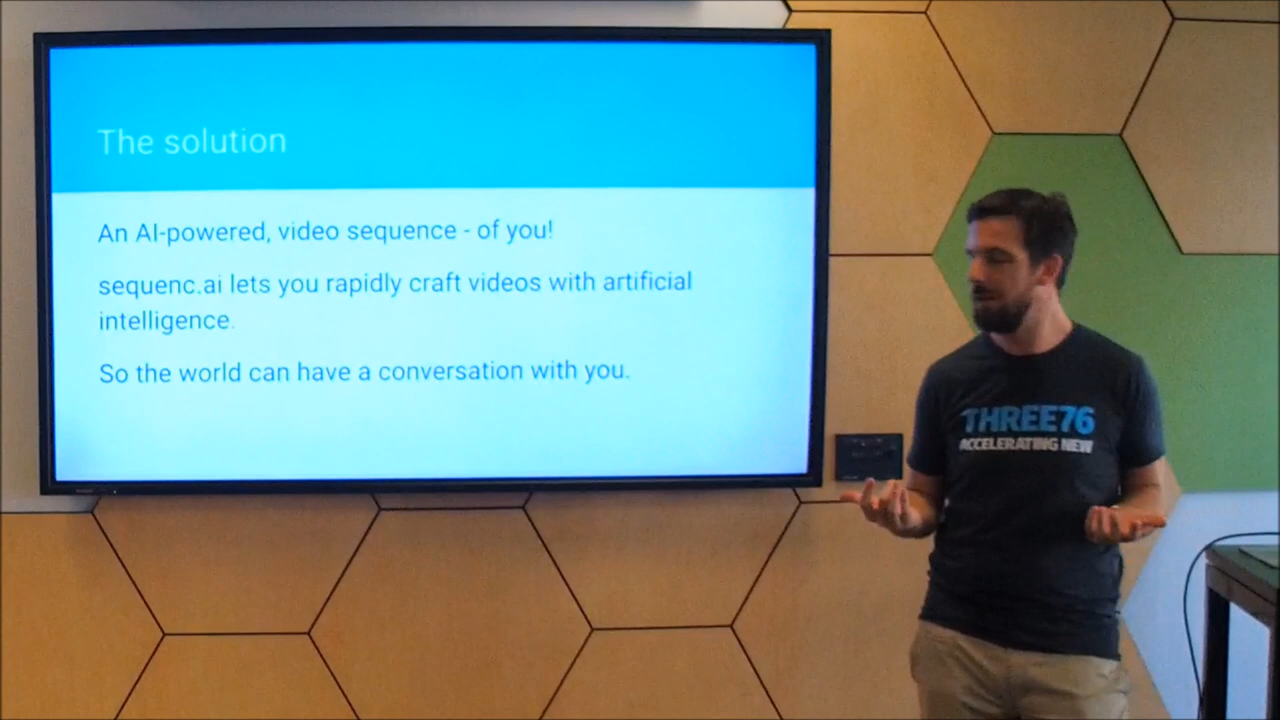 The solution
An AI-powered, video sequence - of you!
sequenc.ai lets you rapidly craft videos with artificial
intelligence.
So the world can have a conversation with you.
THREE76
ACCELERATING NEW